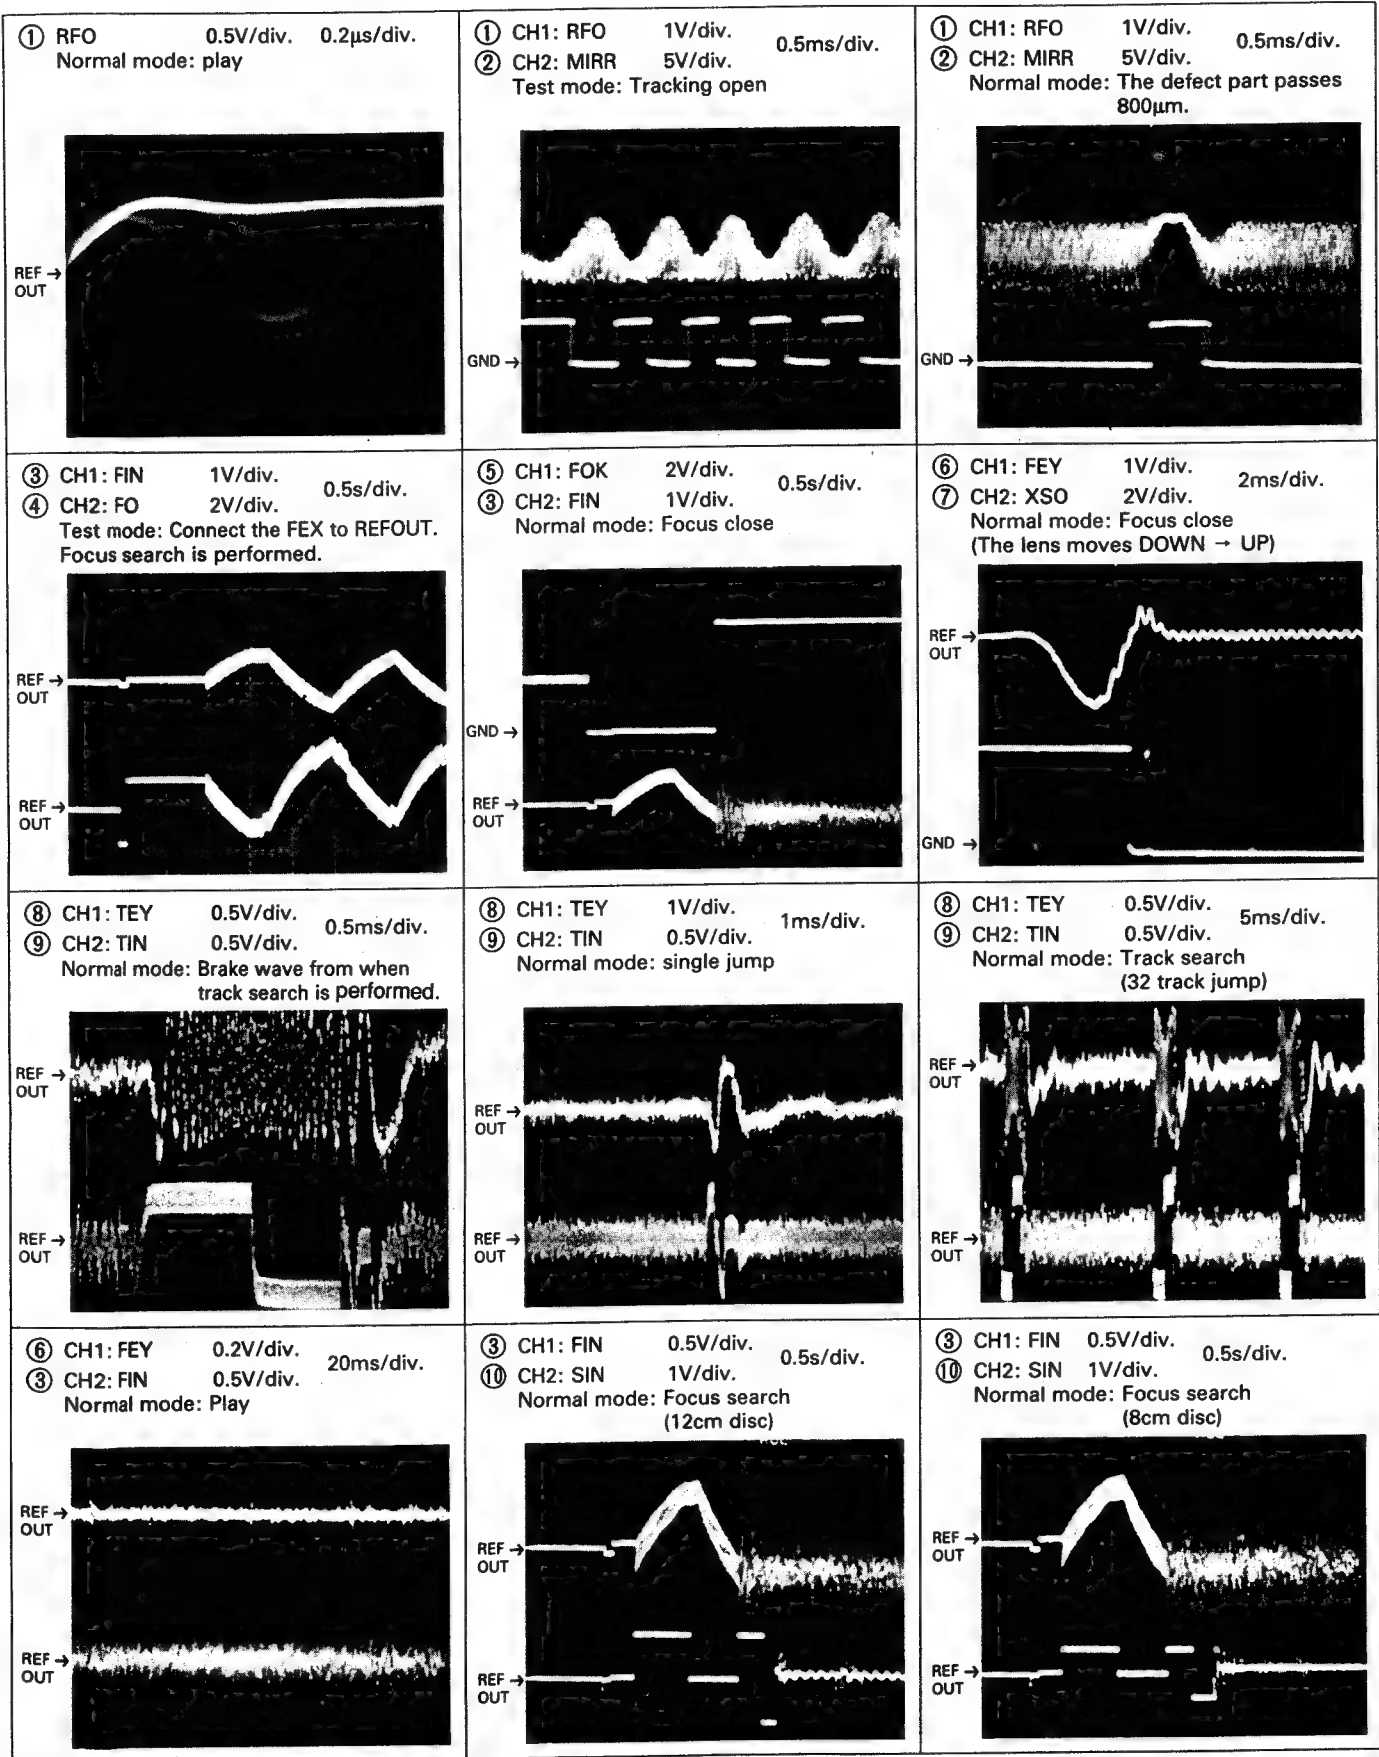 ① RFO 0.5V/div. 0.2µs/div.
Normal mode: play
REF →
OUT
① CH1: RFO 1V/div.
0.5ms/div.
② CH2: MIRR 5V/div.
Test mode: Tracking open
GND →
① CH1: RFO 1V/div.
0.5ms/div.
② CH2: MIRR 5V/div.
Normal mode: The defect part passes
800µm.
GND →
③ CH1: FIN 1V/div.
0.5s/div.
④ CH2: FO 2V/div.
Test mode: Connect the FEX to REFOUT.
Focus search is performed.
REF →
OUT
REF →
OUT
⑤ CH1: FOK 2V/div.
0.5s/div.
③ CH2: FIN 1V/div.
Normal mode: Focus close
GND →
REF →
OUT
⑥ CH1: FEY 1V/div.
2ms/div.
⑦ CH2: XSO 2V/div.
Normal mode: Focus close
(The lens moves DOWN → UP)
REF →
OUT
GND →
⑧ CH1: TEY 0.5V/div.
0.5ms/div.
⑨ CH2: TIN 0.5V/div.
Normal mode: Brake wave from when
track search is performed.
REF →
OUT
REF →
OUT
⑧ CH1: TEY 1V/div.
1ms/div.
⑨ CH2: TIN 0.5V/div.
Normal mode: single jump
REF →
OUT
REF →
OUT
⑧ CH1: TEY 0.5V/div.
5ms/div.
⑨ CH2: TIN 0.5V/div.
Normal mode: Track search
(32 track jump)
REF →
OUT
REF →
OUT
⑥ CH1: FEY 0.2V/div.
20ms/div.
③ CH2: FIN 0.5V/div.
Normal mode: Play
REF →
OUT
REF →
OUT
③ CH1: FIN 0.5V/div.
0.5s/div.
⑩ CH2: SIN 1V/div.
Normal mode: Focus search
(12cm disc)
REF →
OUT
REF →
OUT
③ CH1: FIN 0.5V/div.
0.5s/div.
⑩ CH2: SIN 1V/div.
Normal mode: Focus search
(8cm disc)
REF →
OUT
REF →
OUT